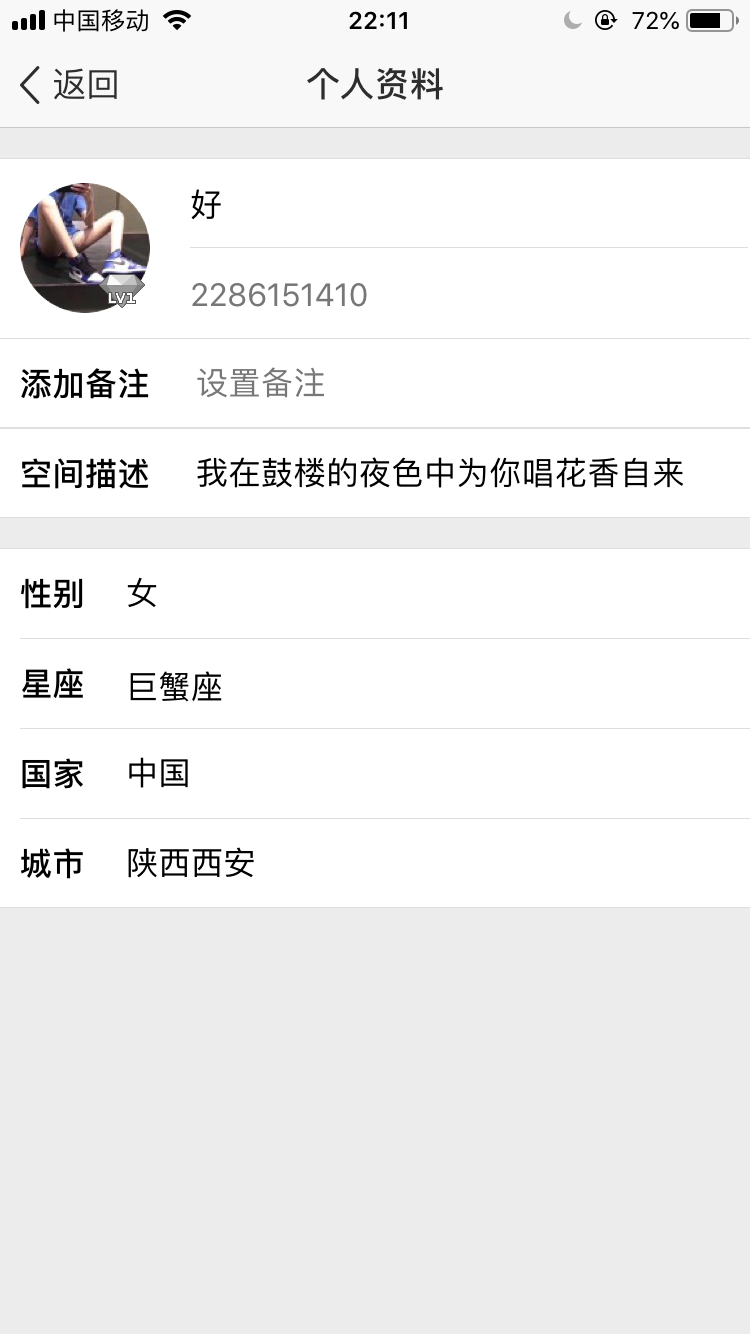 中国移动 22:11 72%
返回 个人资料
好
LV1
2286151410
添加备注 设置备注
空间描述 我在鼓楼的夜色中为你唱花香自来
性别 女
星座 巨蟹座
国家 中国
城市 陕西西安